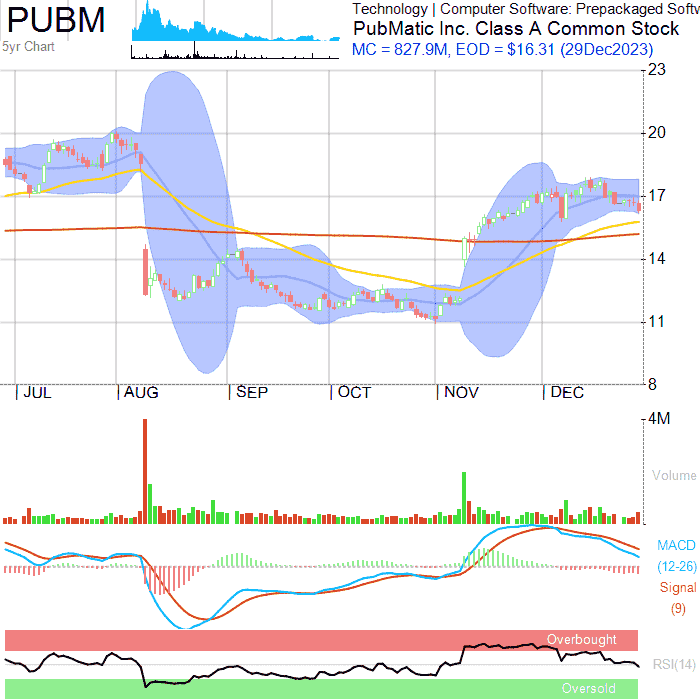 PUBM
5yr Chart
Technology | Computer Software: Prepackaged Softw
PubMatic Inc. Class A Common Stock
MC = 827.9M, EOD = $16.31 (29Dec2023)
23
20
17
14
11
8
JUL AUG SEP OCT NOV DEC
4M
Volume
MACD
(12-26)
Signal
(9)
Overbought
RSI(14)
Oversold